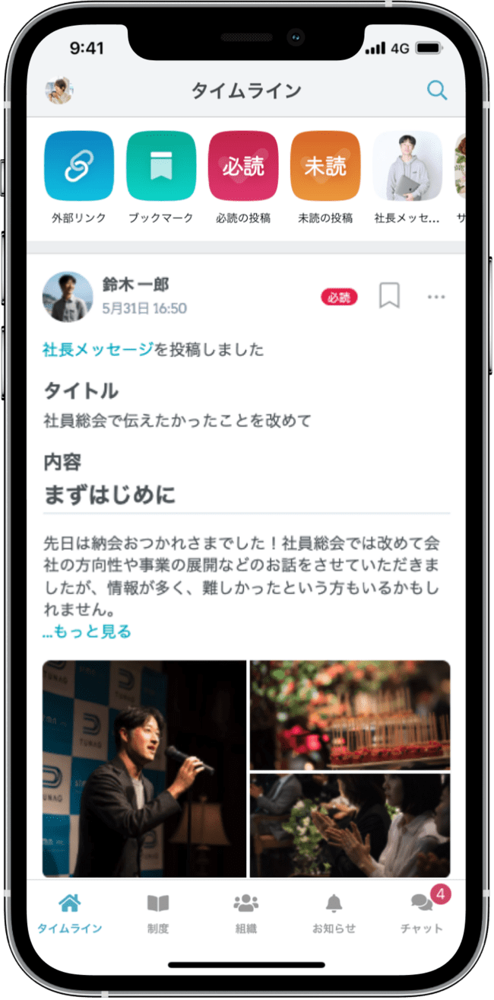 9:41
4G
タイムライン
必読
未読
外部リンク
ブックマーク
必読の投稿
未読の投稿
社長メッセ...
サ
鈴木 一郎
5月31日 16:50
必読
社長メッセージを投稿しました
タイトル
社員総会で伝えたかったことを改めて
内容
まずはじめに
先日は納会おつかれさまでした！社員総会では改めて会
社の方向性や事業の展開などのお話をさせていただきま
したが、情報が多く、難しかったという方もいるかもし
れません。
...もっと見る
TUNAG
TUNAG
TUNAG
TUNAG
4
タイムライン
制度
組織
お知らせ
チャット